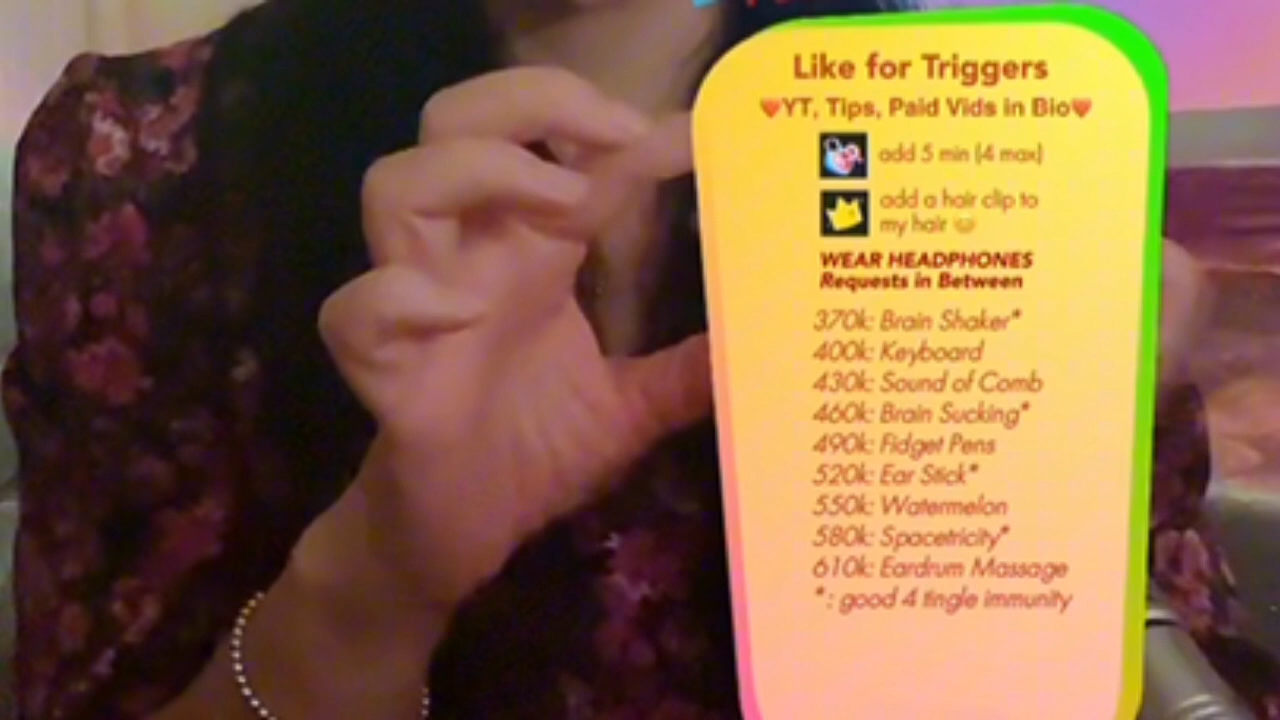 Like for Triggers
❤YT, Tips, Paid Vids in Bio❤
add 5 min (4 max)
add a hair clip to
my hair
WEAR HEADPHONES
Requests in Between
370k: Brain Shaker*
400k: Keyboard
430k: Sound of Comb
460k: Brain Sucking*
490k: Fidget Pens
520k: Ear Stick*
550k: Watermelon
580k: Spacetricity*
610k: Eardrum Massage
*: good 4 tingle immunity